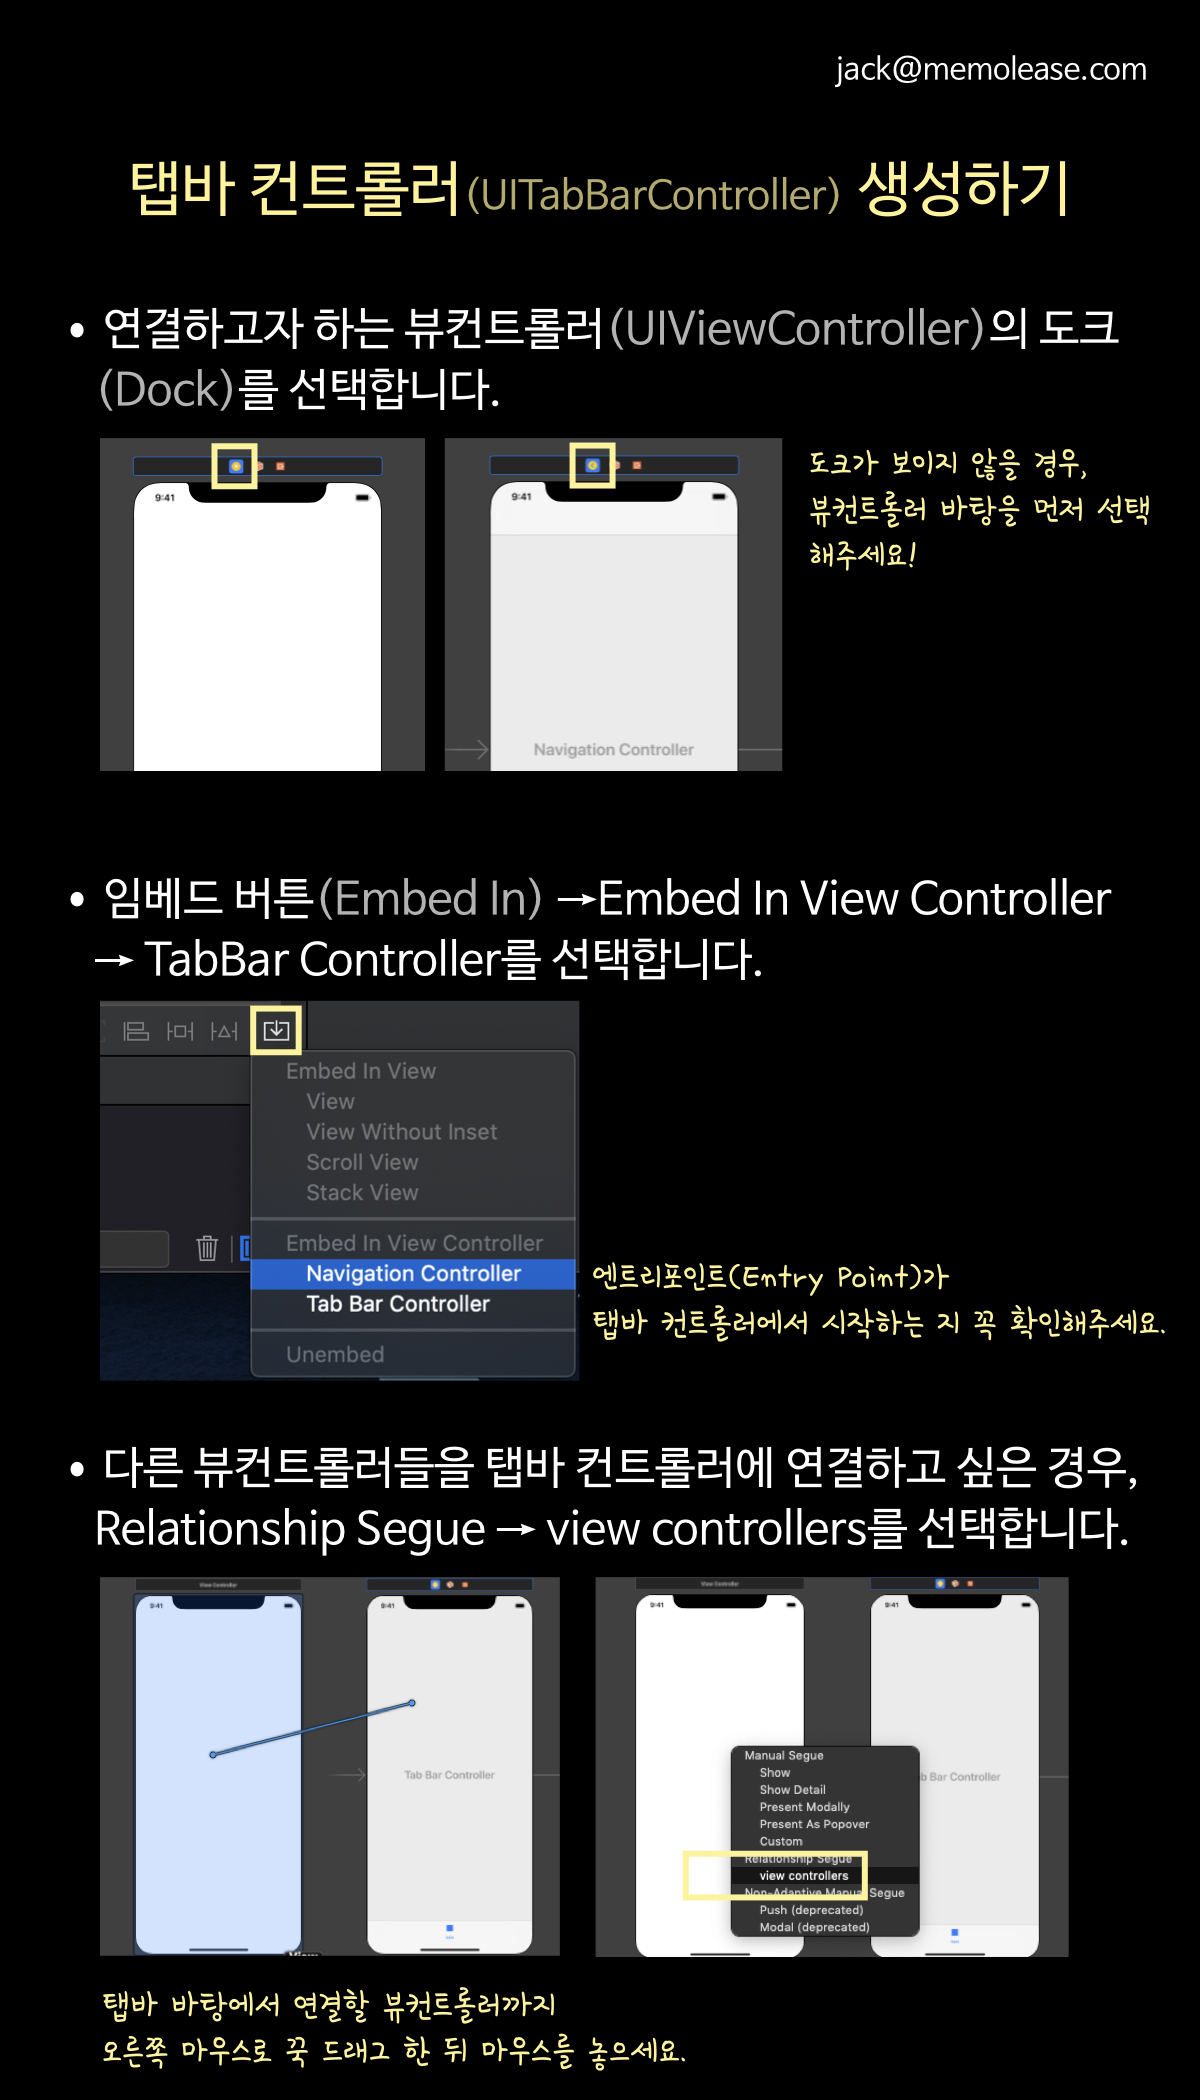 jack@memolease.com
탭바 컨트롤러(UITabBarController) 생성하기
• 연결하고자 하는 뷰컨트롤러(UIViewController)의 도크
(Dock)를 선택합니다.
9:41
9:41
Navigation Controller
도크가 보이지 않을 경우,
뷰컨트롤러 바탕을 먼저 선택
해주세요!
• 임베드 버튼(Embed In) →Embed In View Controller
→ TabBar Controller를 선택합니다.
Embed In View
View
View Without Inset
Scroll View
Stack View
Embed In View Controller
Navigation Controller
Tab Bar Controller
Unembed
엔트리포인트(Entry Point)가
탭바 컨트롤러에서 시작하는 지 꼭 확인해주세요.
• 다른 뷰컨트롤러들을 탭바 컨트롤러에 연결하고 싶은 경우,
Relationship Segue → view controllers를 선택합니다.
View Controller
9:41
9:41
Tab Bar Controller
View Controller
9:41
9:41
b Bar Controller
Manual Segue
Show
Show Detail
Present Modally
Present As Popover
Custom
Relationship Segue
view controllers
Non-Adaptive Manual Segue
Push (deprecated)
Modal (deprecated)
탭바 바탕에서 연결할 뷰컨트롤러까지
오른쪽 마우스로 꾹 드래그 한 뒤 마우스를 놓으세요.